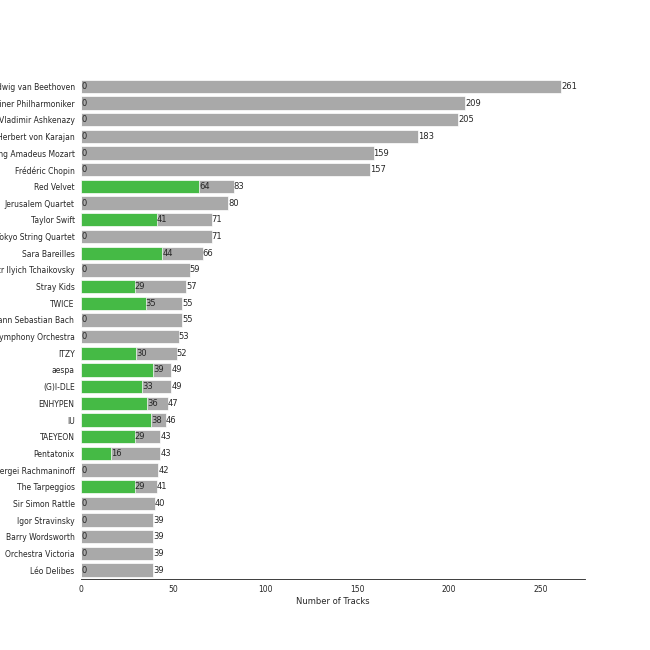 dwig van Beethoven 0 261
iner Philharmoniker 0 209
Vladimir Ashkenazy 0 205
Herbert von Karajan 0 183
ng Amadeus Mozart 0 159
Frédéric Chopin 0 157
Red Velvet 64 83
Jerusalem Quartet 0 80
Taylor Swift 41 71
okyo String Quartet 0 71
Sara Bareilles 44 66
r Ilyich Tchaikovsky 0 59
Stray Kids 29 57
TWICE 35 55
ann Sebastian Bach 0 55
ymphony Orchestra 0 53
ITZY 30 52
aespa 39 49
(G)I-DLE 33 49
ENHYPEN 36 47
IU 38 46
TAEYEON 29 43
Pentatonix 16 43
ergei Rachmaninoff 0 42
The Tarpeggios 29 41
Sir Simon Rattle 0 40
Igor Stravinsky 0 39
Barry Wordsworth 0 39
Orchestra Victoria 0 39
Léo Delibes 0 39
0 50 100 150 200 250
Number of Tracks